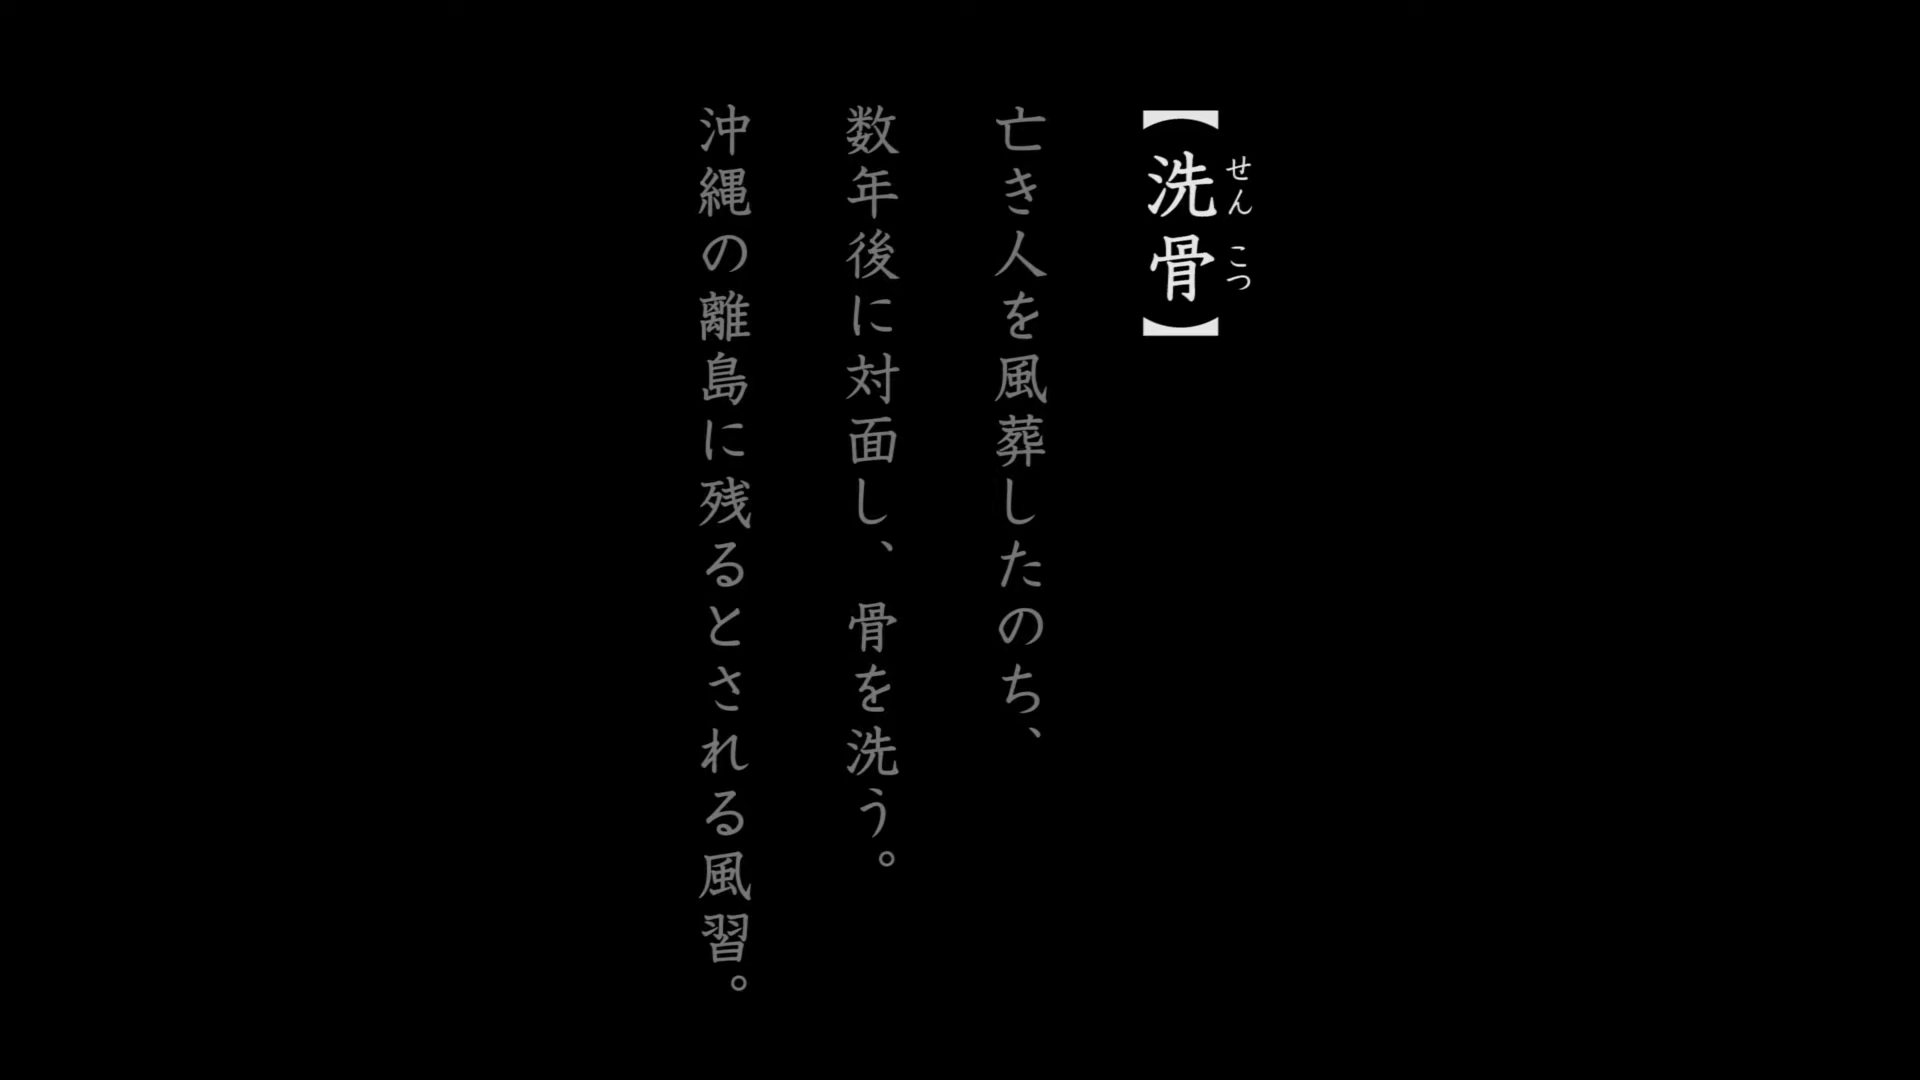 【洗骨】
せんこつ
亡き人を風葬したのち、
数年後に対面し、骨を洗う。
沖縄の離島に残るとされる風習。